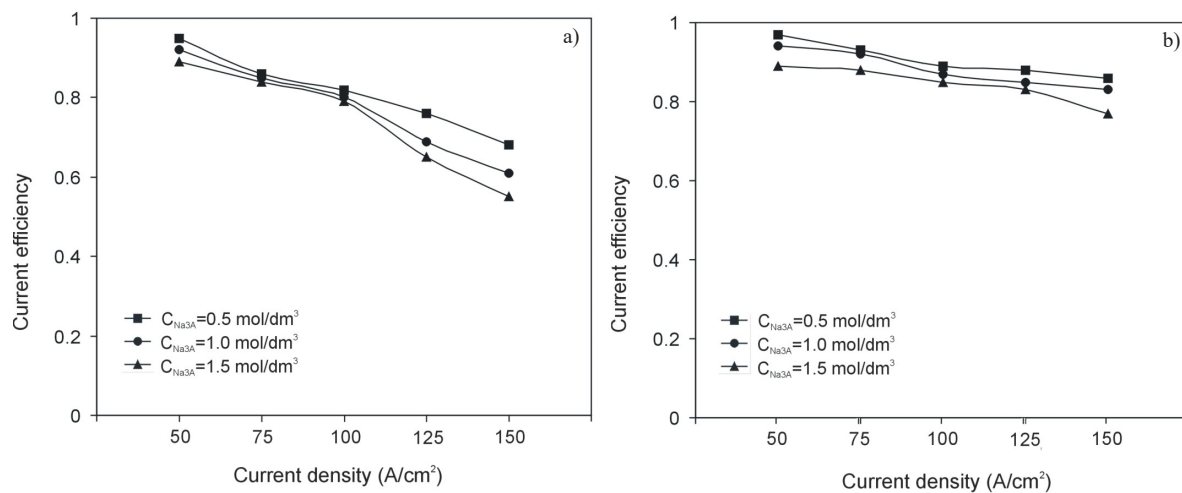 a)
1
0.8
0.6
0.4
0.2
0
Current efficiency
C_Na3A=0.5 mol/dm³
C_Na3A=1.0 mol/dm³
C_Na3A=1.5 mol/dm³
50 75 100 125 150
Current density (A/cm²)
b)
1
0.8
0.6
0.4
0.2
0
Current efficiency
C_Na3A=0.5 mol/dm³
C_Na3A=1.0 mol/dm³
C_Na3A=1.5 mol/dm³
50 75 100 125 150
Current density (A/cm²)